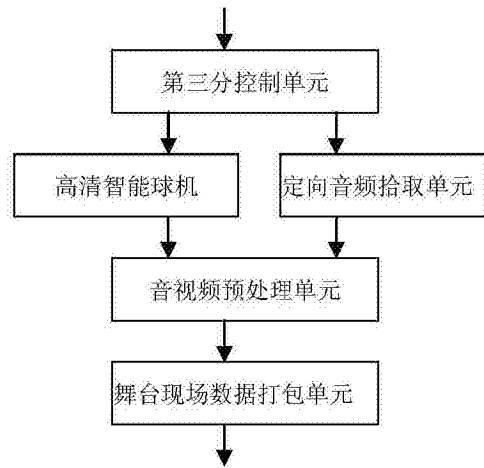 第三分控制单元
高清智能球机
定向音频拾取单元
音视频预处理单元
舞台现场数据打包单元